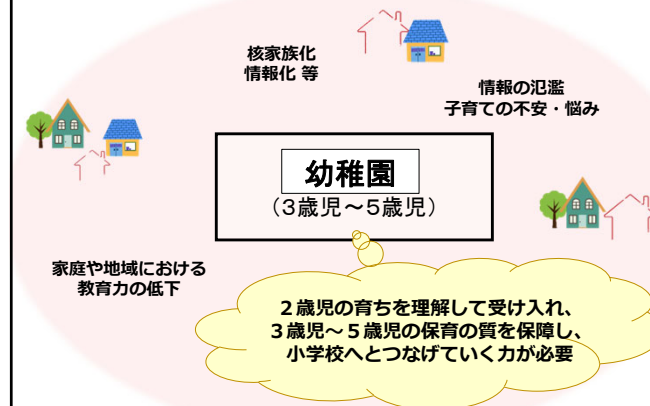 核家族化
情報化 等
情報の氾濫
子育ての不安・悩み
幼稚園
（３歳児～５歳児）
家庭や地域における
教育力の低下
２歳児の育ちを理解して受け入れ、
３歳児～５歳児の保育の質を保障し、
小学校へとつなげていく力が必要